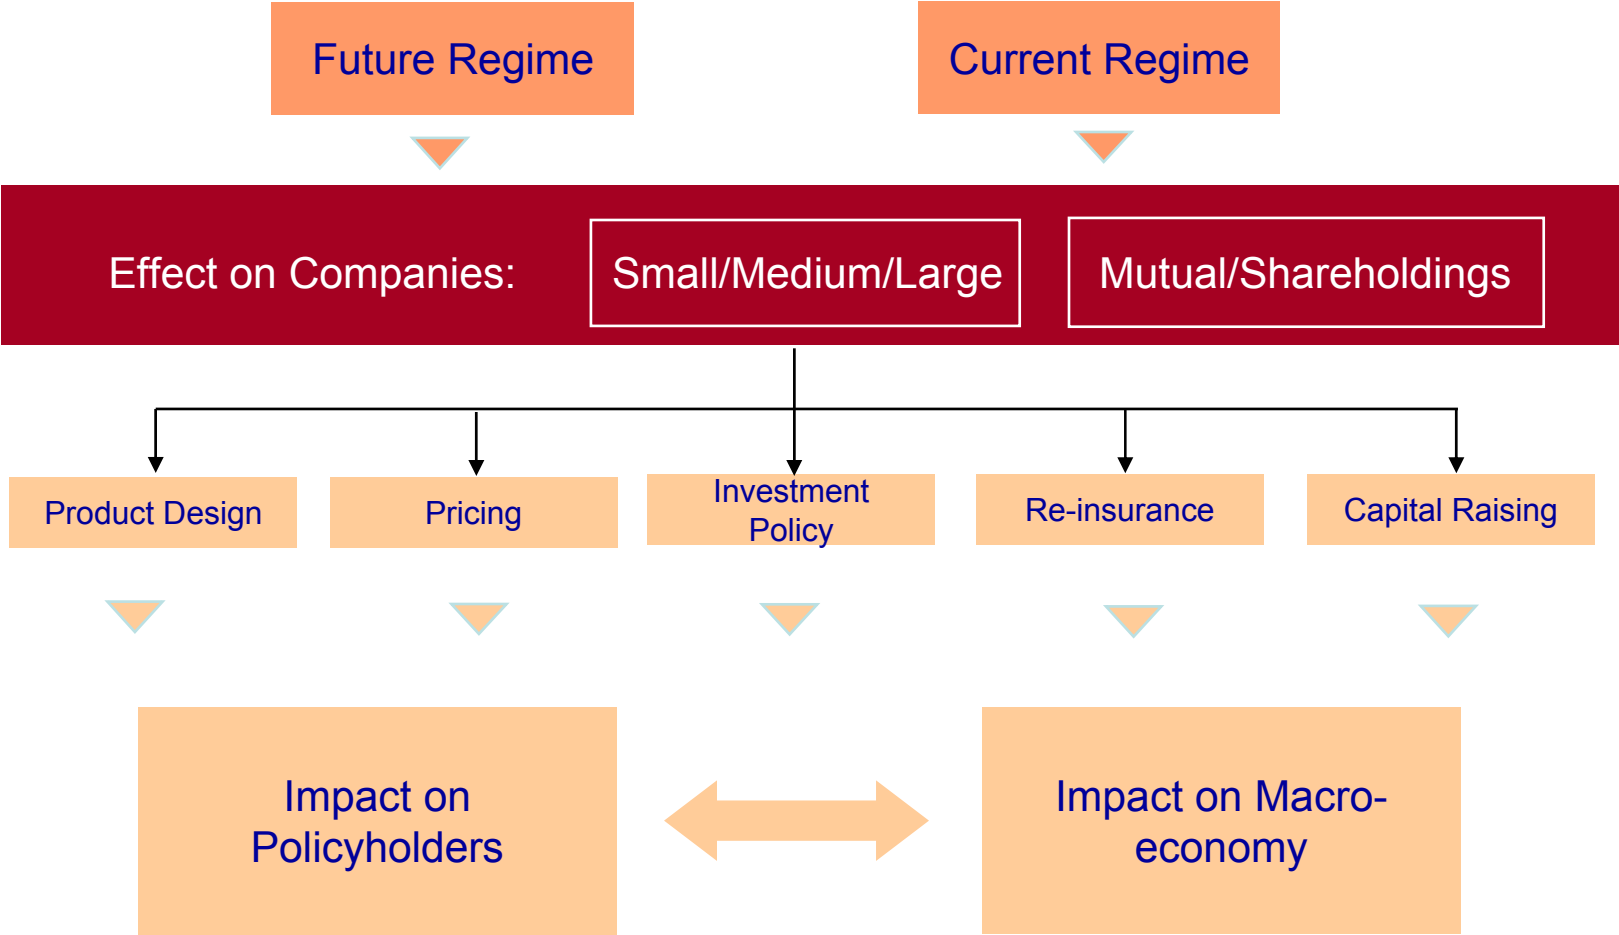 Future Regime
Current Regime
Effect on Companies:
Small/Medium/Large
Mutual/Shareholdings
Product Design
Pricing
Investment
Policy
Re-insurance
Capital Raising
Impact on
Policyholders
Impact on Macro-
economy